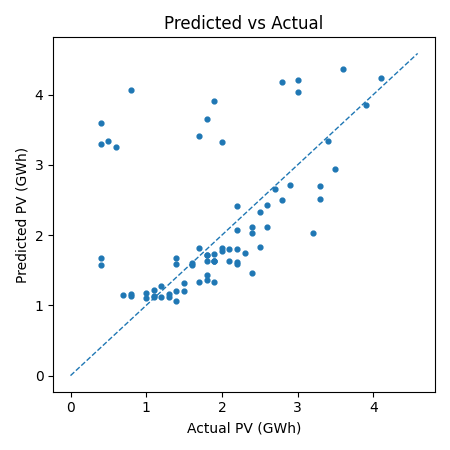 Predicted vs Actual
Predicted PV (GWh)
4
3
2
1
0
0 1 2 3 4
Actual PV (GWh)